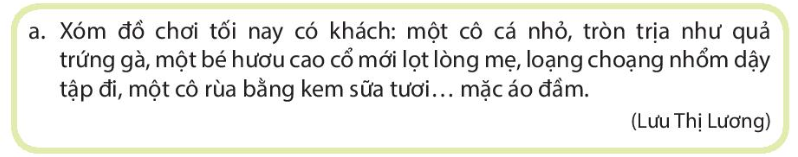 a. Xóm đồ chơi tối nay có khách: một cô cá nhỏ, tròn trịa như quả
trứng gà, một bé hươu cao cổ mới lọt lòng mẹ, loạng choạng nhổm dậy
tập đi, một cô rùa bằng kem sữa tươi... mặc áo đầm.
(Lưu Thị Lương)